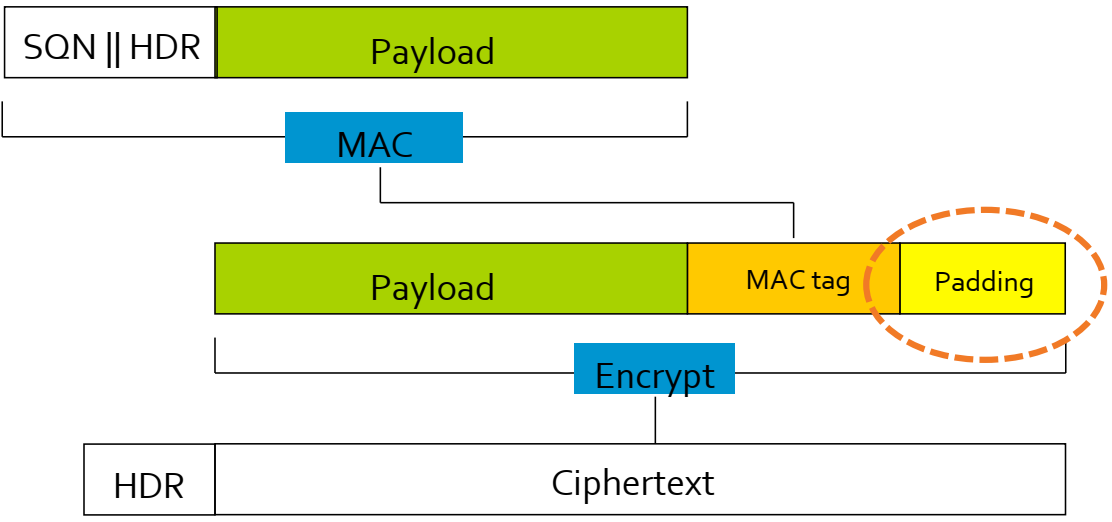 SQN || HDR
Payload
MAC
Payload
MAC tag
Padding
Encrypt
HDR
Ciphertext